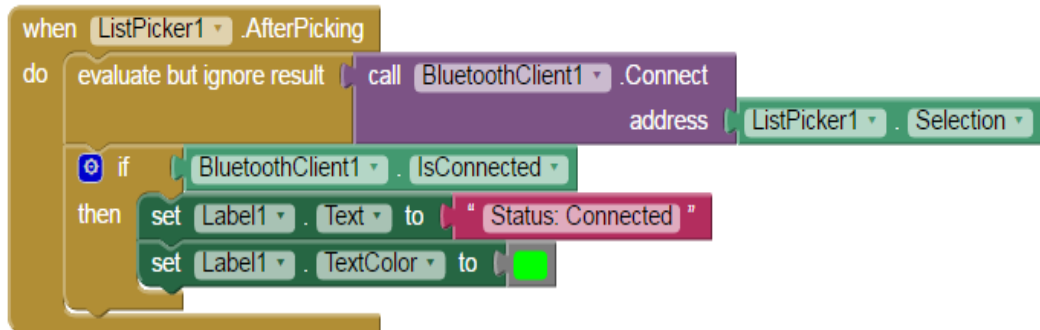 when ListPicker1 .AfterPicking
do evaluate but ignore result call BluetoothClient1 .Connect
address ListPicker1 . Selection
if BluetoothClient1 . IsConnected
then set Label1 . Text to “ Status: Connected ”
set Label1 . TextColor to